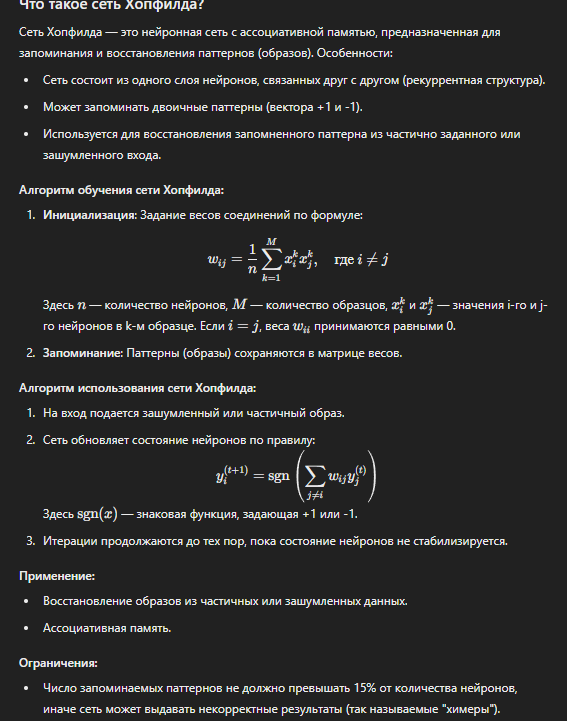 Что такое сеть Хопфилда?
Сеть Хопфилда — это нейронная сеть с ассоциативной памятью, предназначенная для
запоминания и восстановления паттернов (образов). Особенности:
• Сеть состоит из одного слоя нейронов, связанных друг с другом (рекуррентная структура).
• Может запоминать двоичные паттерны (вектора +1 и -1).
• Используется для восстановления запомненного паттерна из частично заданного или
зашумленного входа.
Алгоритм обучения сети Хопфилда:
1. Инициализация: Задание весов соединений по формуле:
w_{ij} = \frac{1}{n} \sum_{k=1}^{M} x_i^k x_j^k, где i ≠ j
Здесь n — количество нейронов, M — количество образцов, x_i^k и x_j^k — значения i-го и j-
го нейронов в k-м образце. Если i = j, веса w_{ii} принимаются равными 0.
2. Запоминание: Паттерны (образы) сохраняются в матрице весов.
Алгоритм использования сети Хопфилда:
1. На вход подается зашумленный или частичный образ.
2. Сеть обновляет состояние нейронов по правилу:
y_i^{(t+1)} = sgn \left( \sum_{j≠i} w_{ij} y_j^{(t)} \right)
Здесь sgn(x) — знаковая функция, задающая +1 или -1.
3. Итерации продолжаются до тех пор, пока состояние нейронов не стабилизируется.
Применение:
• Восстановление образов из частичных или зашумленных данных.
• Ассоциативная память.
Ограничения:
• Число запоминаемых паттернов не должно превышать 15% от количества нейронов,
иначе сеть может выдавать некорректные результаты (так называемые "химеры").